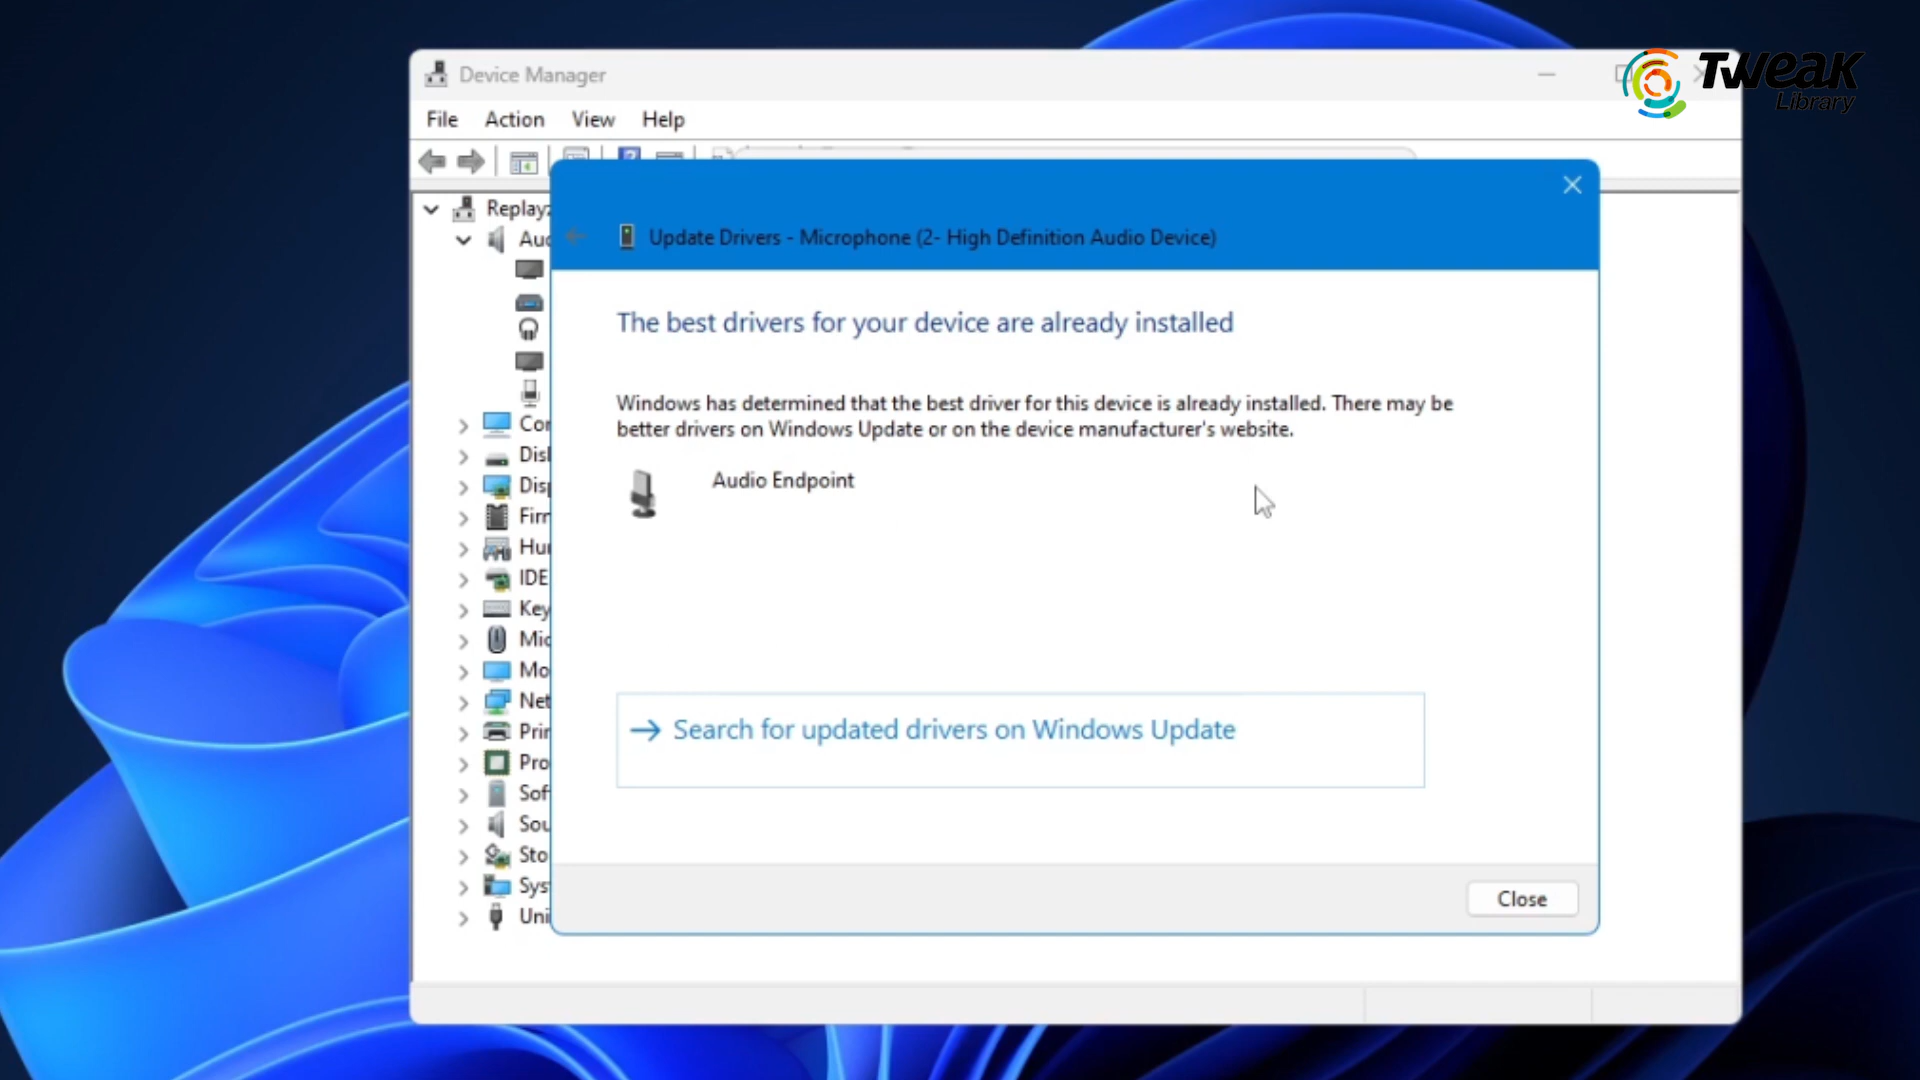 Device Manager
TweaK
Library
File Action View Help
Update Drivers - Microphone (2- High Definition Audio Device)
The best drivers for your device are already installed
Windows has determined that the best driver for this device is already installed. There may be
better drivers on Windows Update or on the device manufacturer's website.
Audio Endpoint
IDE
Search for updated drivers on Windows Update
Close